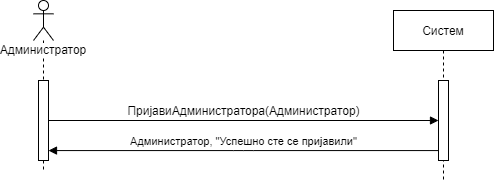 Администратор
Систем
ПријавиАдминистратора(Администратор)
Администратор, "Успешно сте се пријавили"